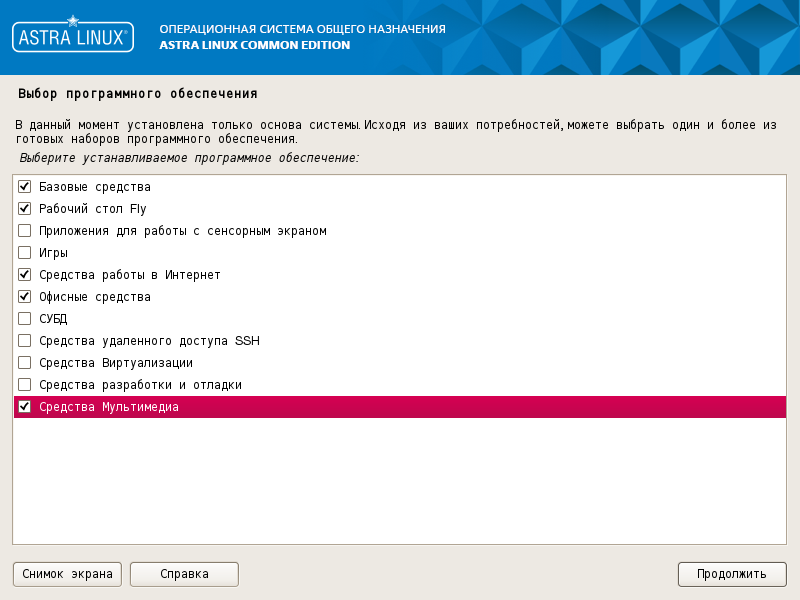 ASTRA LINUX®
ОПЕРАЦИОННАЯ СИСТЕМА ОБЩЕГО НАЗНАЧЕНИЯ
ASTRA LINUX COMMON EDITION
Выбор программного обеспечения
В данный момент установлена только основа системы. Исходя из ваших потребностей, можете выбрать один и более из
готовых наборов программного обеспечения.
Выберите устанавливаемое программное обеспечение:
Базовые средства
Рабочий стол Fly
Приложения для работы с сенсорным экраном
Игры
Средства работы в Интернет
Офисные средства
СУБД
Средства удаленного доступа SSH
Средства Виртуализации
Средства разработки и отладки
Средства Мультимедиа
Снимок экрана
Справка
Продолжить